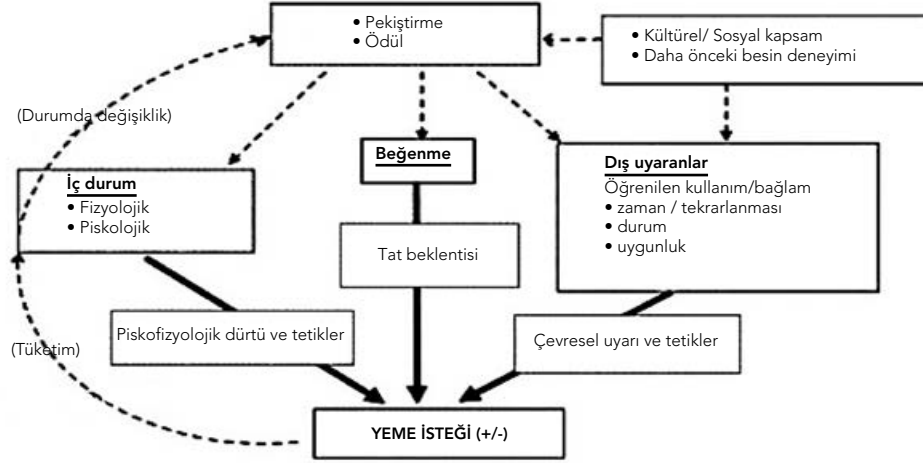 • Pekiştirme
• Ödül
• Kültürel/ Sosyal kapsam
• Daha önceki besin deneyimi
(Durumda değişiklik)
Beğenme
İç durum
• Fizyolojik
• Piskolojik
Dış uyaranlar
Öğrenilen kullanım/bağlam
• zaman / tekrarlanması
• durum
• uygunluk
Tat beklentisi
Piskofizyolojik dürtü ve tetikler
Çevresel uyarı ve tetikler
(Tüketim)
YEME İSTEĞİ (+/-)